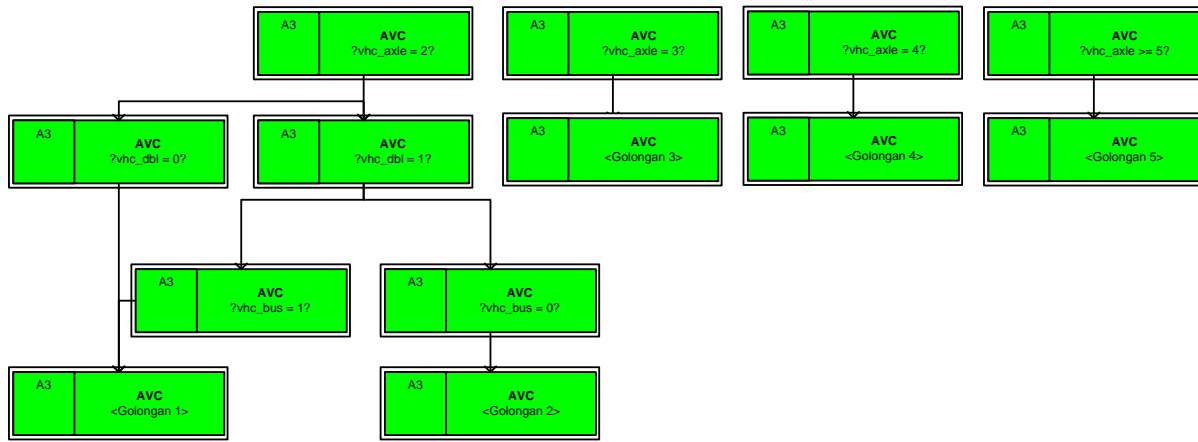 A3
AVC
?vhc_axle = 2?
A3
AVC
?vhc_axle = 3?
A3
AVC
?vhc_axle = 4?
A3
AVC
?vhc_axle >= 5?
A3
AVC
?vhc_dbl = 0?
A3
AVC
?vhc_dbl = 1?
A3
AVC
<Golongan 3>
A3
AVC
<Golongan 4>
A3
AVC
<Golongan 5>
A3
AVC
?vhc_bus = 1?
A3
AVC
?vhc_bus = 0?
A3
AVC
<Golongan 1>
A3
AVC
<Golongan 2>